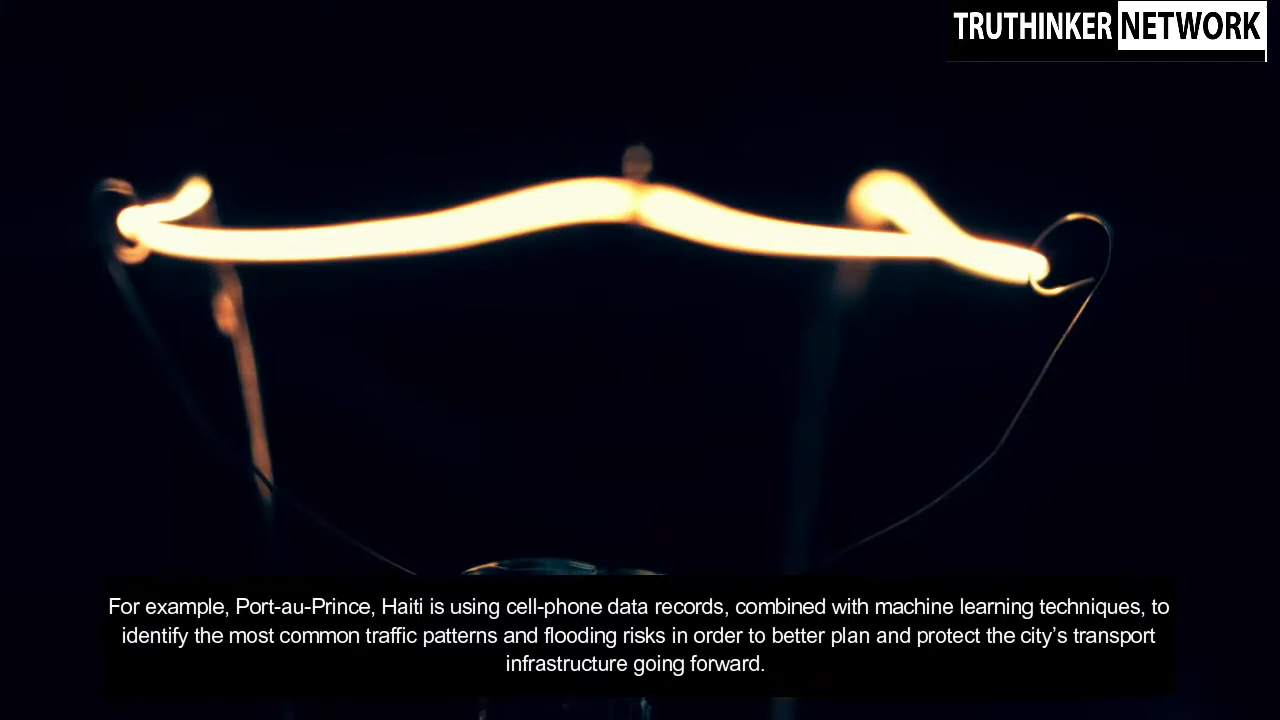 TRUTHINKER NETWORK
For example, Port-au-Prince, Haiti is using cell-phone data records, combined with machine learning techniques, to
identify the most common traffic patterns and flooding risks in order to better plan and protect the city’s transport
infrastructure going forward.